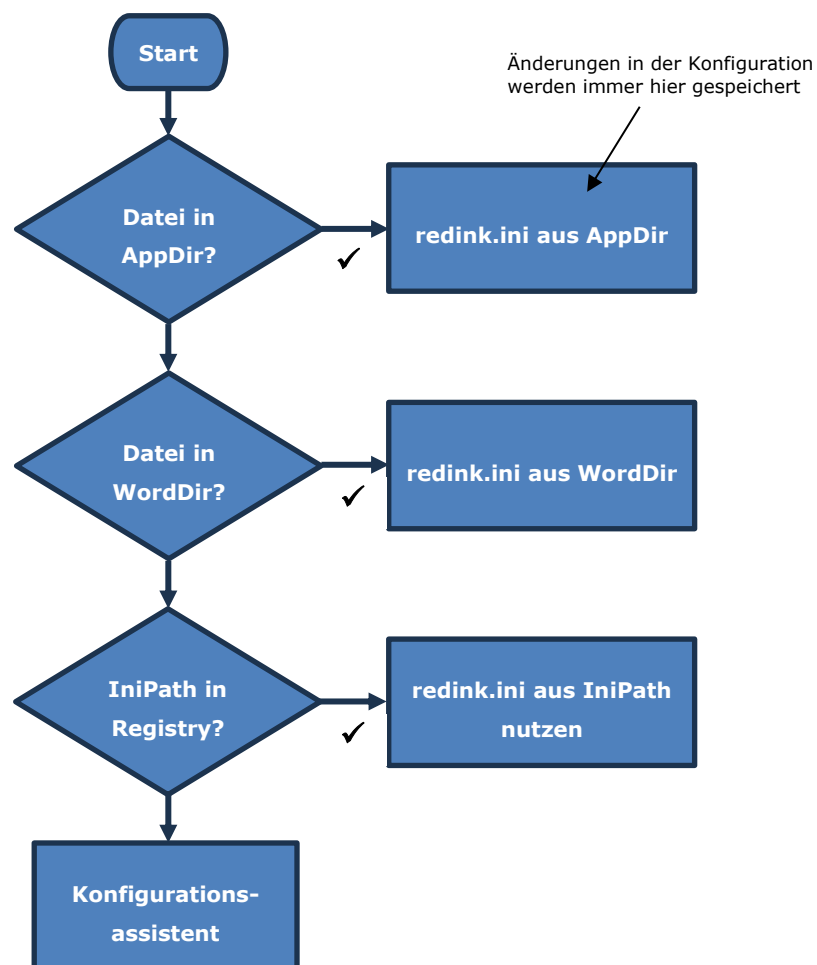 Start
Änderungen in der Konfiguration
werden immer hier gespeichert
Datei in
AppDir?
redink.ini aus AppDir
Datei in
WordDir?
redink.ini aus WordDir
IniPath in
Registry?
redink.ini aus IniPath
nutzen
Konfigurations-
assistent